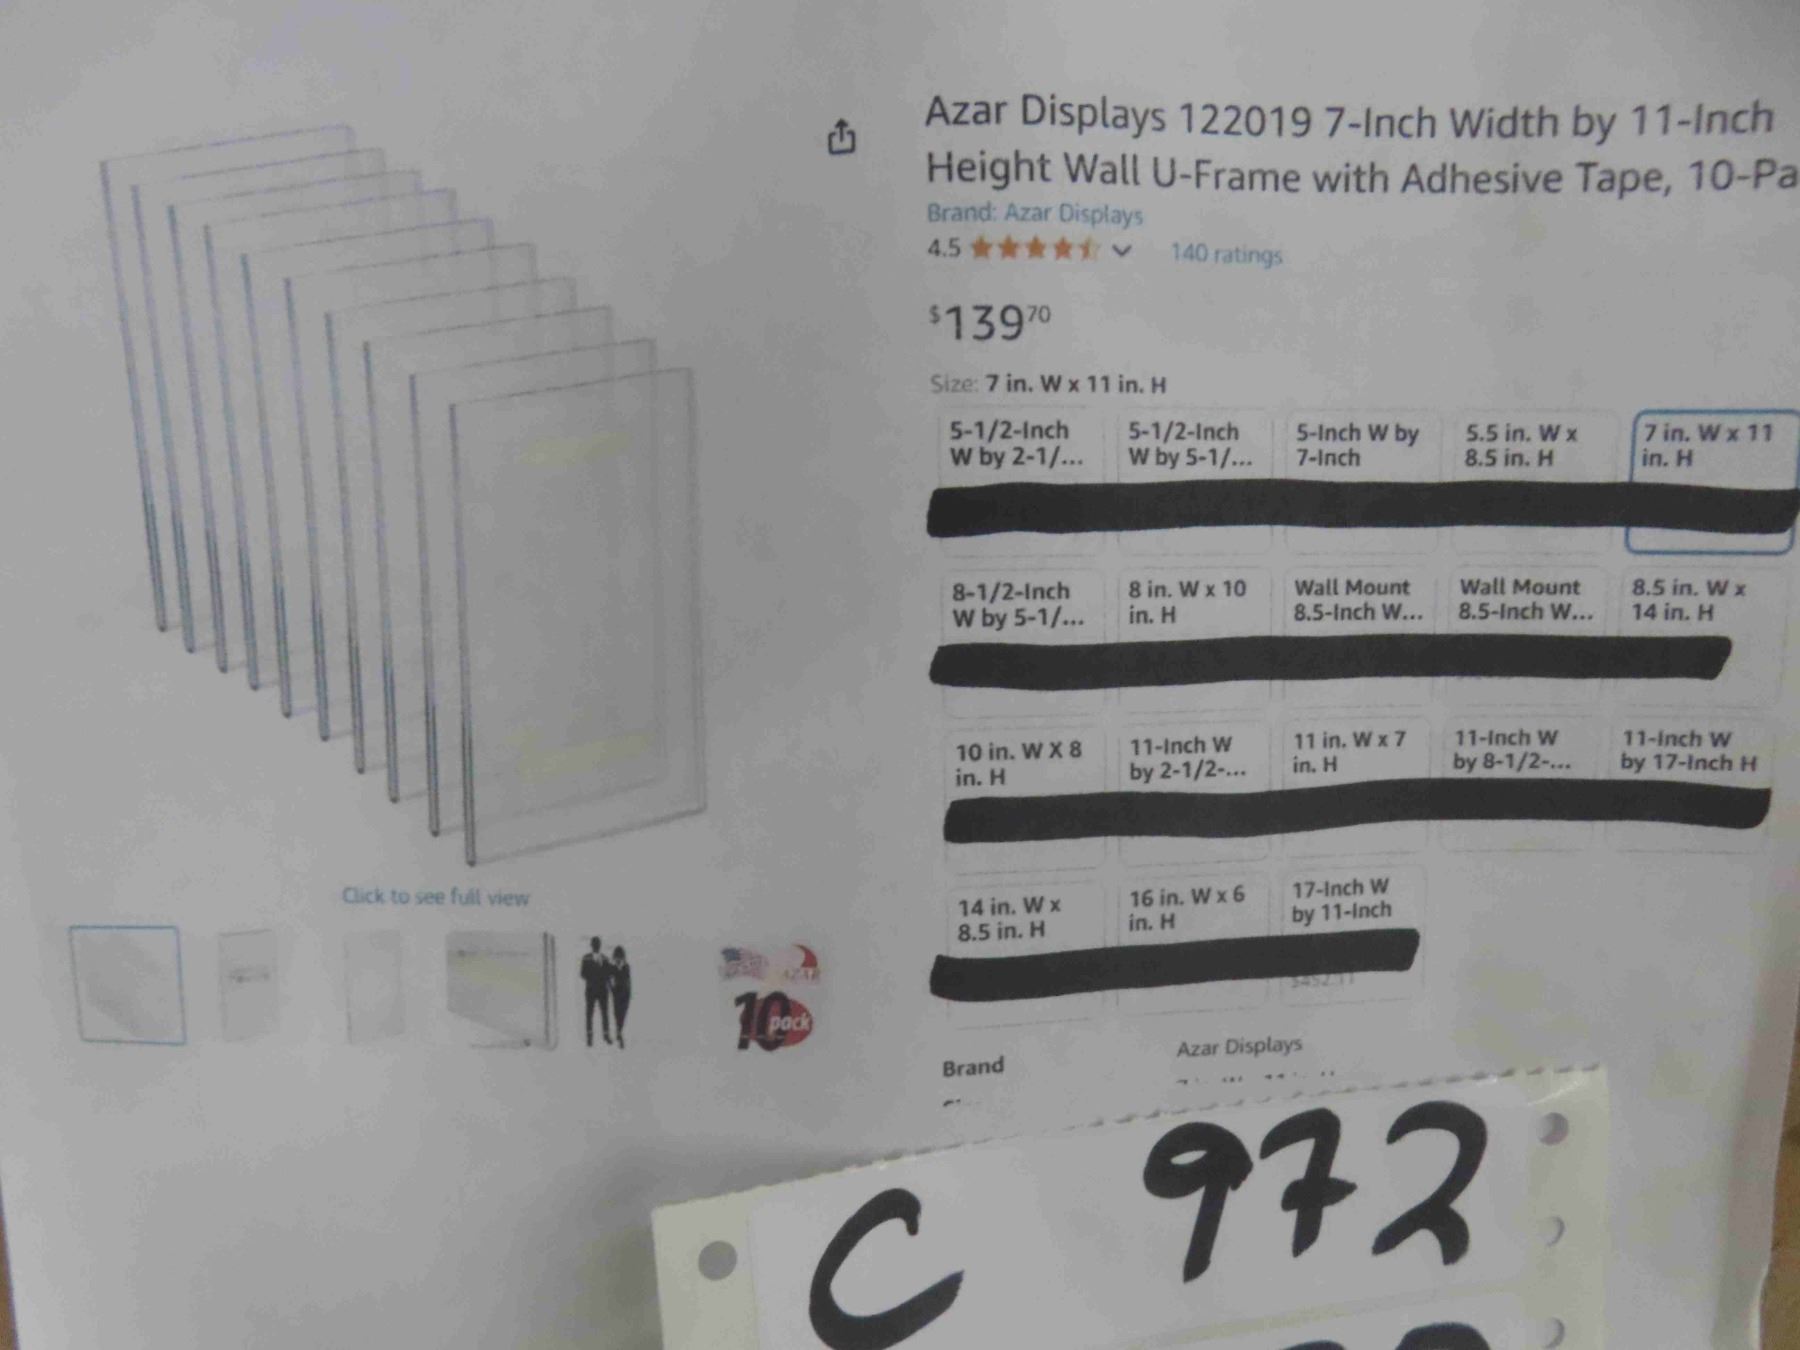 Azar Displays 122019 7-Inch Width by 11-Inch
Height Wall U-Frame with Adhesive Tape, 10-Pa
Brand: Azar Displays
4.5 140 ratings
$139 70
Size: 7 in. W x 11 in. H
5-1/2-Inch W by 2-1/...
5-1/2-Inch W by 5-1/...
5-Inch W by 7-Inch
5.5 in. W x 8.5 in. H
7 in. W x 11 in. H
8-1/2-Inch W by 5-1/...
8 in. W x 10 in. H
Wall Mount 8.5-Inch W...
Wall Mount 8.5-Inch W...
8.5 in. W x 14 in. H
10 in. W X 8 in. H
11-Inch W by 2-1/2-...
11 in. W x 7 in. H
11-Inch W by 8-1/2-...
11-Inch W by 17-Inch H
14 in. W x 8.5 in. H
16 in. W x 6 in. H
17-Inch W by 11-Inch
Click to see full view
AZAR
10 pack
Brand Azar Displays
C 972